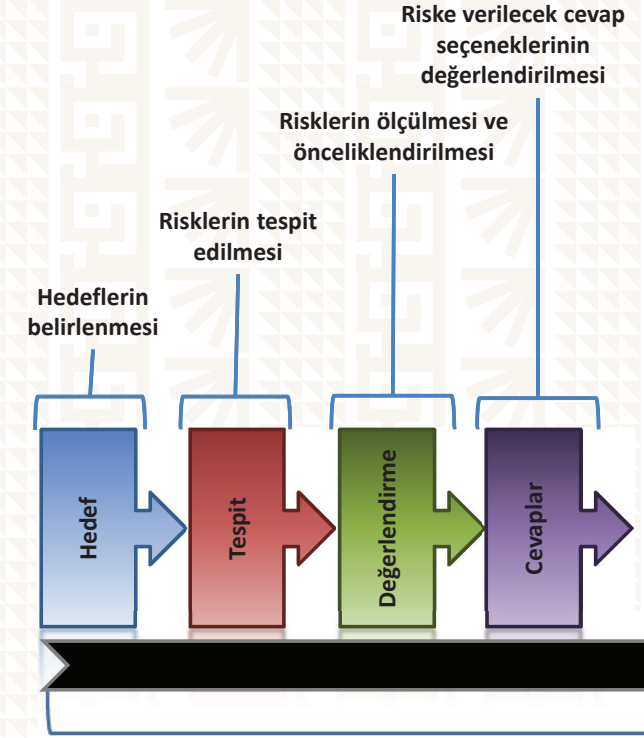 Riske verilecek cevap
seçeneklerinin
değerlendirilmesi
Risklerin ölçülmesi ve
önceliklendirilmesi
Risklerin tespit
edilmesi
Hedeflerin
belirlenmesi
Hedef
Tespit
Değerlendirme
Cevaplar